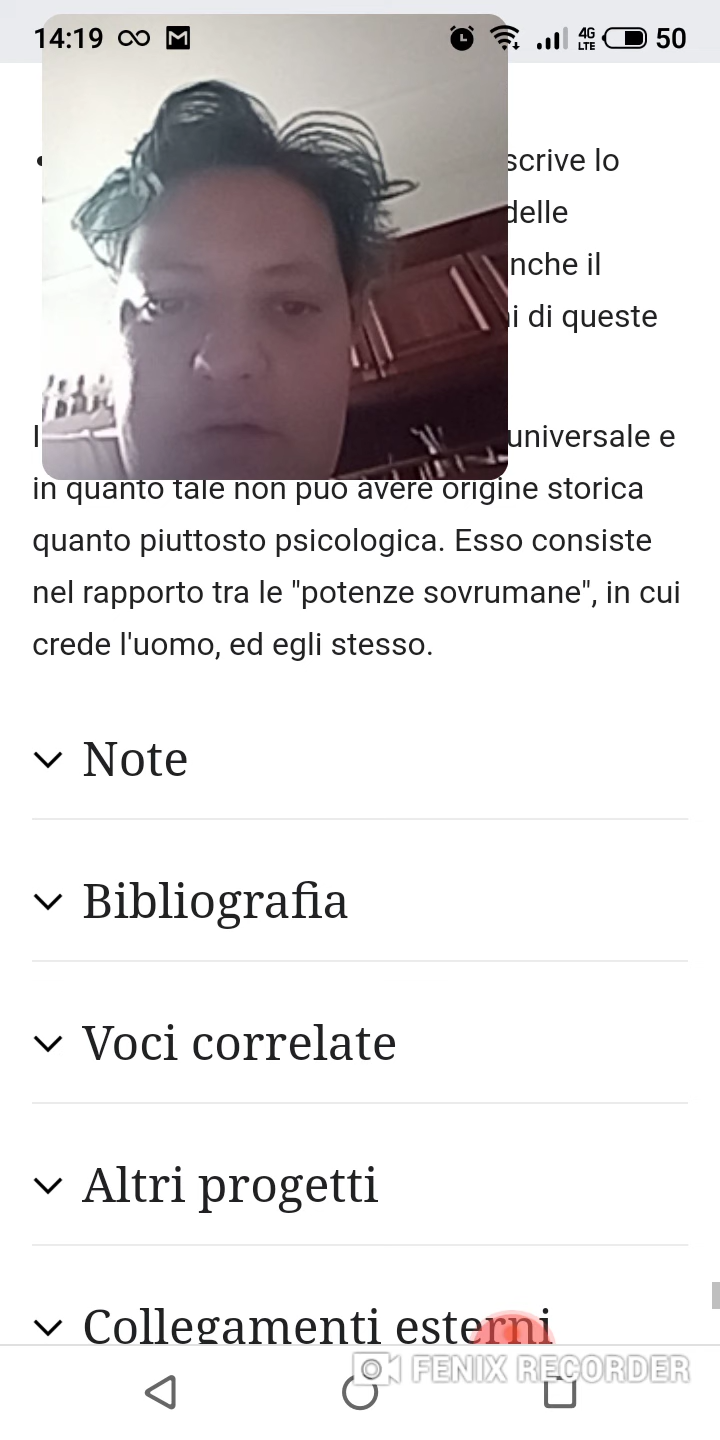 14:19 4G LTE 50
scrive lo
delle
nche il
i di queste
I universale e
in quanto tale non può avere origine storica
quanto piuttosto psicologica. Esso consiste
nel rapporto tra le "potenze sovrumane", in cui
crede l'uomo, ed egli stesso.
Note
Bibliografia
Voci correlate
Altri progetti
Collegamenti esterni
FENIX RECORDER